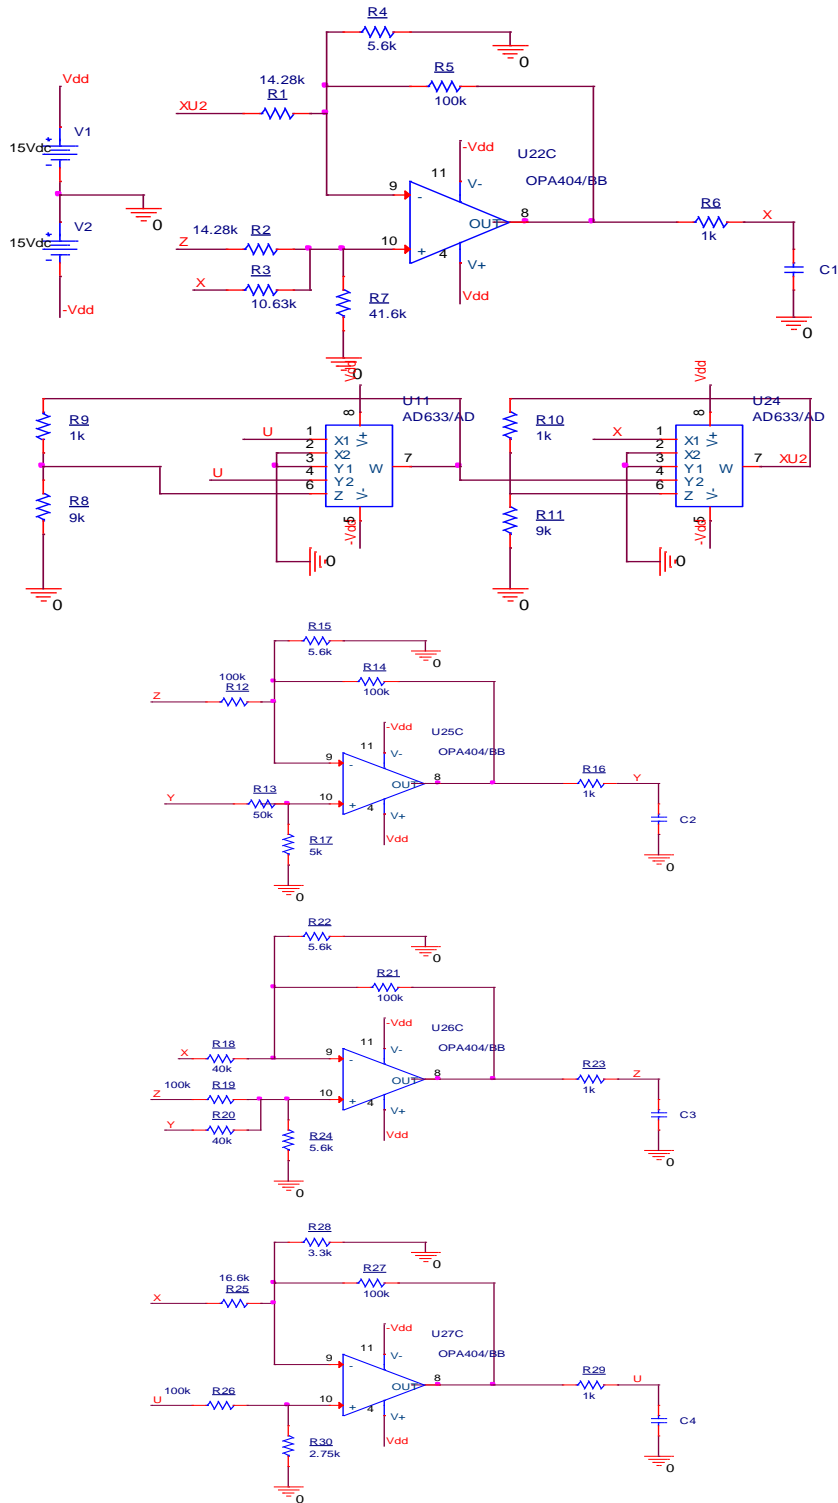 R4
5.6k
0
Vdd
14.28k
R1
XU2
R5
100k
V1
15Vdc
+
-
-Vdd
U22C
OPA404/BB
11
V-
9
-
OUT
8
10
+
4
V+
Vdd
0
V2
15Vdc
+
-
-Vdd
14.28k
Z
R2
X
R3
10.63k
R7
41.6k
0
R6
1k
X
C1
0
R9
1k
R8
9k
0
Vdd
U11
AD633/AD
8
V+
U
1
X1
2
X2
3
Y1
4
Y2
6
Z
U
W
7
V-
5
-Vdd
0
R10
1k
R11
9k
0
Vdd
U24
AD633/AD
8
V+
X
1
X1
2
X2
3
Y1
4
Y2
6
Z
W
7
XU2
V-
5
-Vdd
0
R15
5.6k
0
100k
R12
Z
R14
100k
-Vdd
U25C
OPA404/BB
11
V-
9
-
OUT
8
10
+
4
V+
Vdd
Y
R13
50k
R17
5k
0
R16
1k
Y
C2
0
R22
5.6k
0
R21
100k
-Vdd
U26C
OPA404/BB
11
V-
9
-
OUT
8
10
+
4
V+
Vdd
X
R18
40k
Z
100k
R19
R20
Y
40k
R24
5.6k
0
R23
1k
Z
C3
0
R28
3.3k
0
16.6k
R25
X
R27
100k
-Vdd
U27C
OPA404/BB
11
V-
9
-
OUT
8
10
+
4
V+
Vdd
U
100k
R26
R30
2.75k
0
R29
1k
U
C4
0